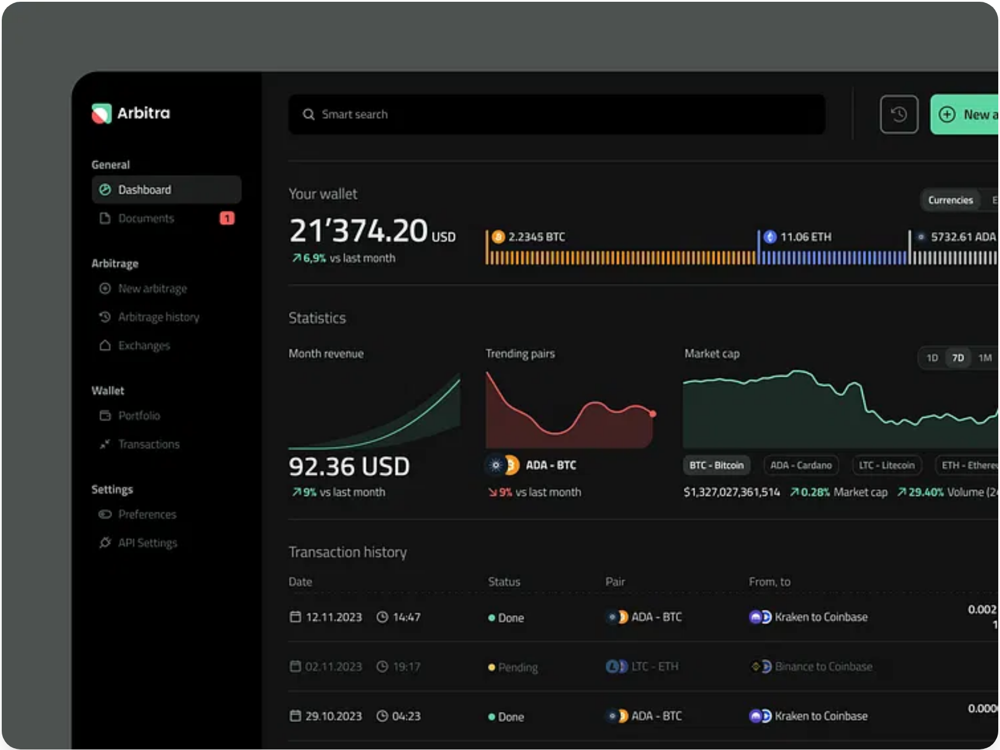 Arbitra
General
Dashboard
Documents 1
Arbitrage
New arbitrage
Arbitrage history
Exchanges
Wallet
Portfolio
Transactions
Settings
Preferences
API Settings
Smart search
New a
Your wallet
Currencies E
21’374.20 USD
6,9% vs last month
2.2345 BTC 11.06 ETH 5732.61 ADA
Statistics
Month revenue
92.36 USD
9% vs last month
Trending pairs
ADA - BTC
9% vs last month
Market cap
1D 7D 1M
BTC - Bitcoin ADA - Cardano LTC - Litecoin ETH - Ethere
$1,327,027,361,514 0.28% Market cap 29.40% Volume (2
Transaction history
Date Status Pair From, to
12.11.2023 14:47 Done ADA - BTC Kraken to Coinbase 0.002
1
02.11.2023 19:17 Pending LTC - ETH Binance to Coinbase
29.10.2023 04:23 Done ADA - BTC Kraken to Coinbase 0.000